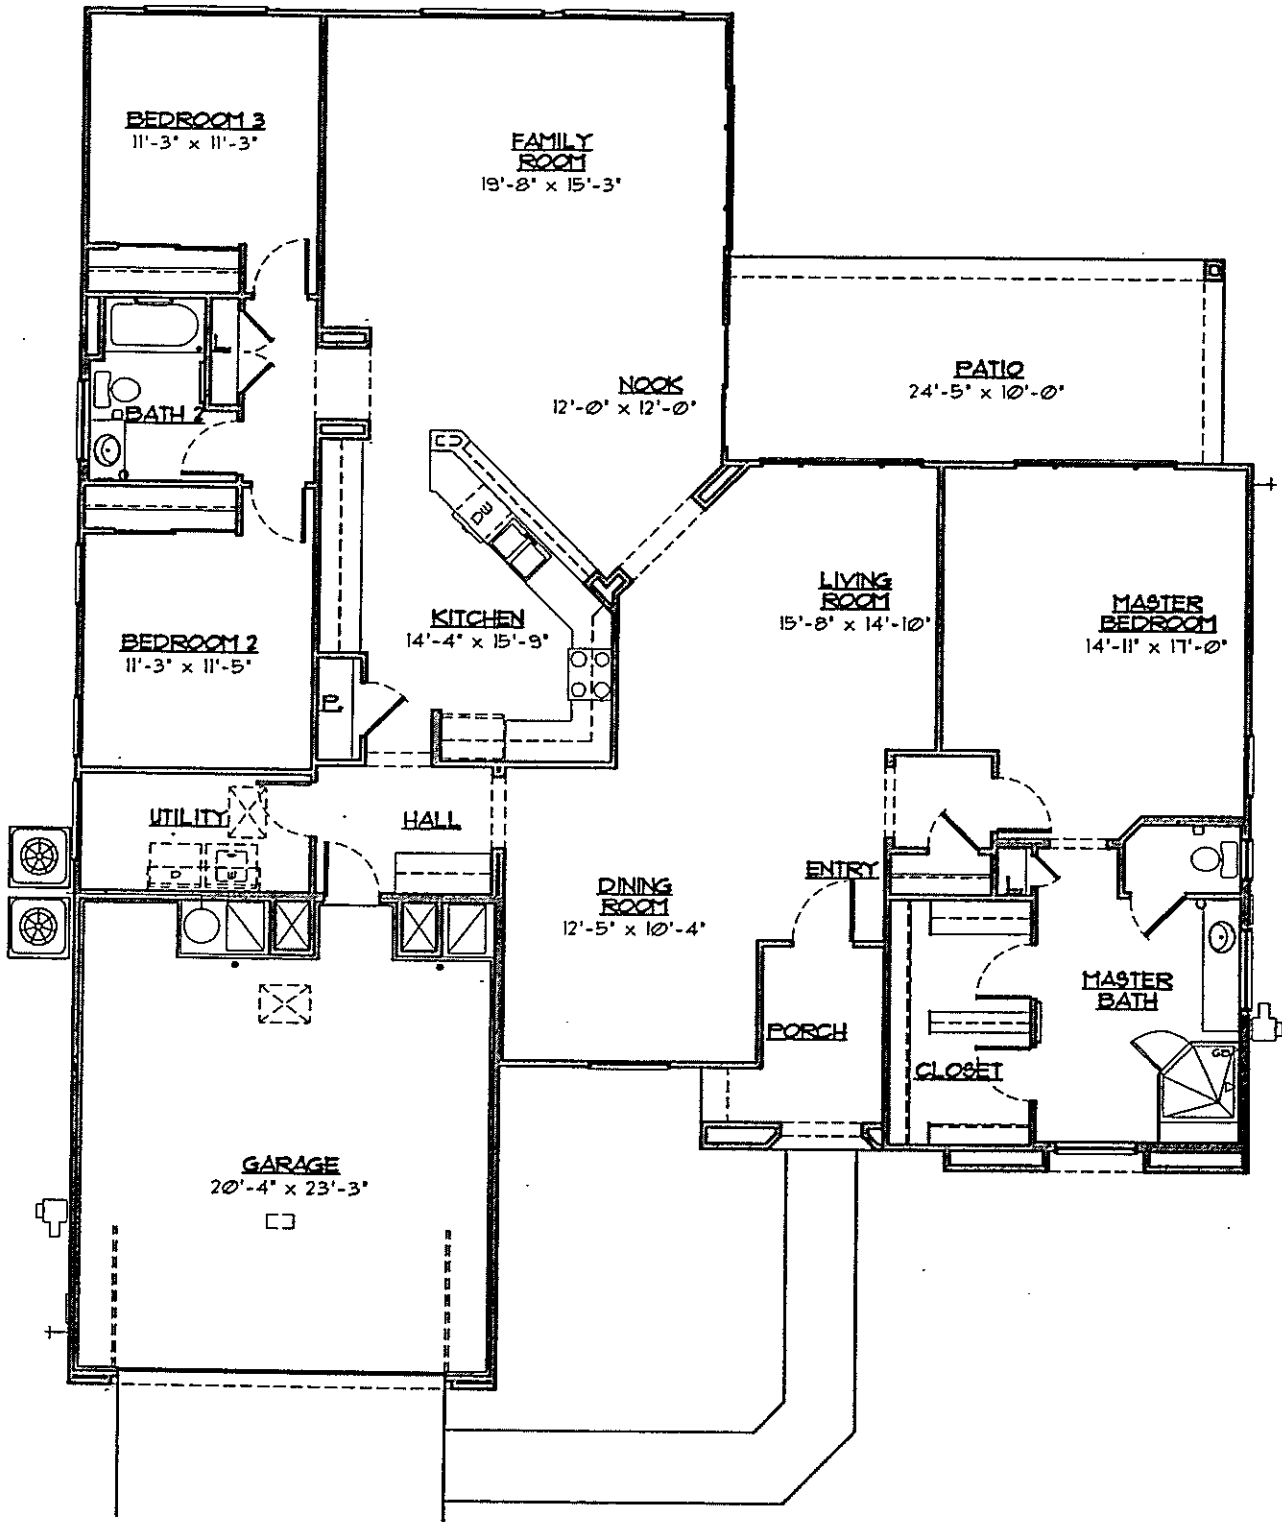 BEDROOM 3
11'-3" x 11'-3"
FAMILY
ROOM
19'-8" x 15'-3"
NOOK
12'-0" x 12'-0"
PATIO
24'-5" x 10'-0"
L
BATH 2
D
W
KITCHEN
14'-4" x 15'-9"
LIVING
ROOM
15'-8" x 14'-10"
MASTER
BEDROOM
14'-11" x 17'-0"
BEDROOM 2
11'-3" x 11'-5"
P.
UTILITY
HALL
D
W
ENTRY
L
DINING
ROOM
12'-5" x 10'-4"
MASTER
BATH
PORCH
CLOSET
GARAGE
20'-4" x 23'-3"